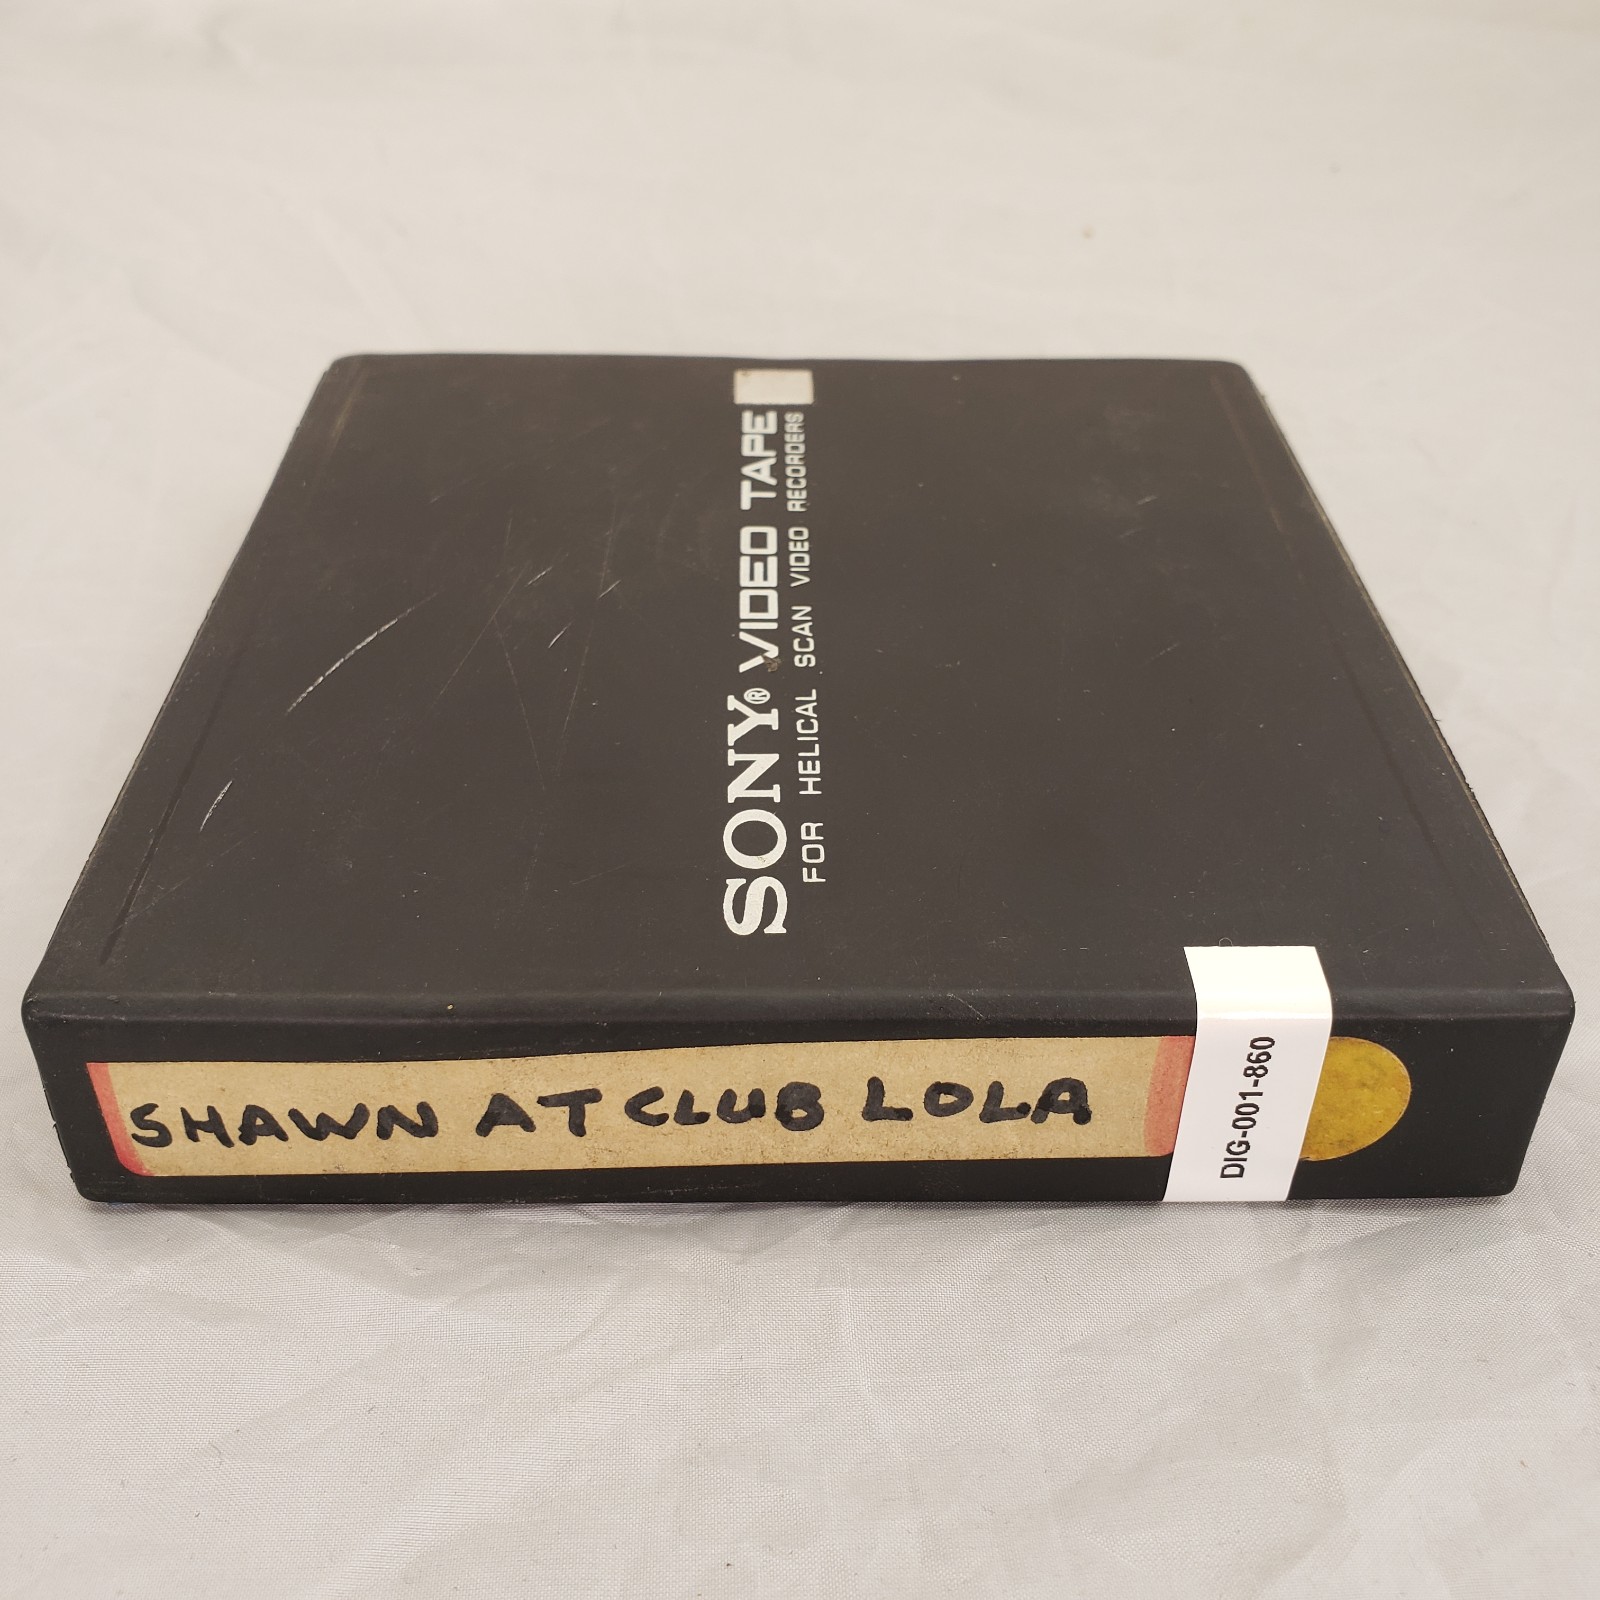 SONY® VIDEO TAPE
FOR HELICAL SCAN VIDEO RECORDERS
SHAWN AT CLUB LOLA
DIG-001-860